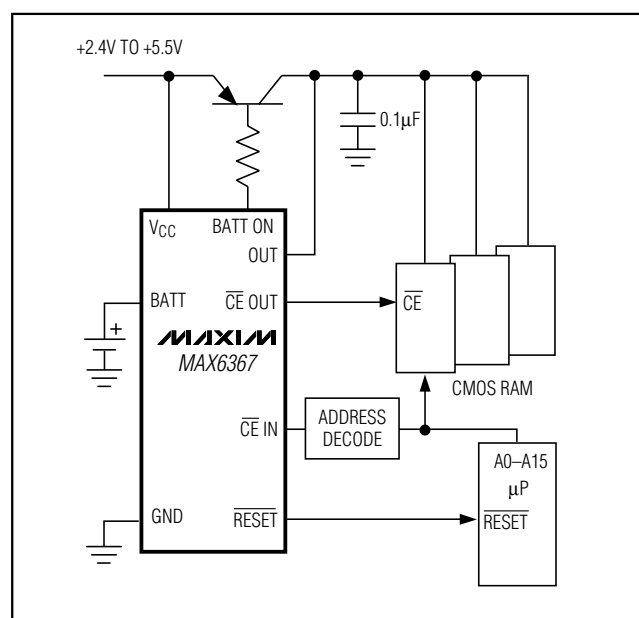 +2.4V TO +5.5V
0.1μF
VCC
BATT ON
OUT
BATT
CE OUT
CE
MAXIM
MAX6367
CMOS RAM
CE IN
ADDRESS
DECODE
A0–A15
μP
GND
RESET
RESET
+